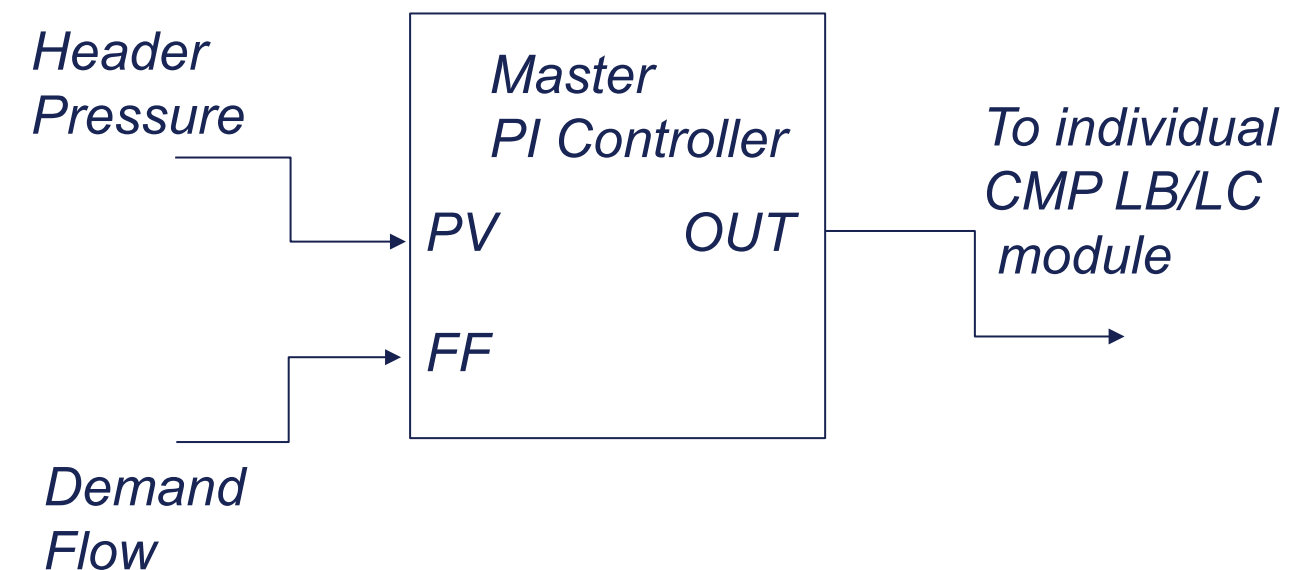 Header
Pressure
Master
PI Controller
PV
OUT
FF
To individual
CMP LB/LC
module
Demand
Flow